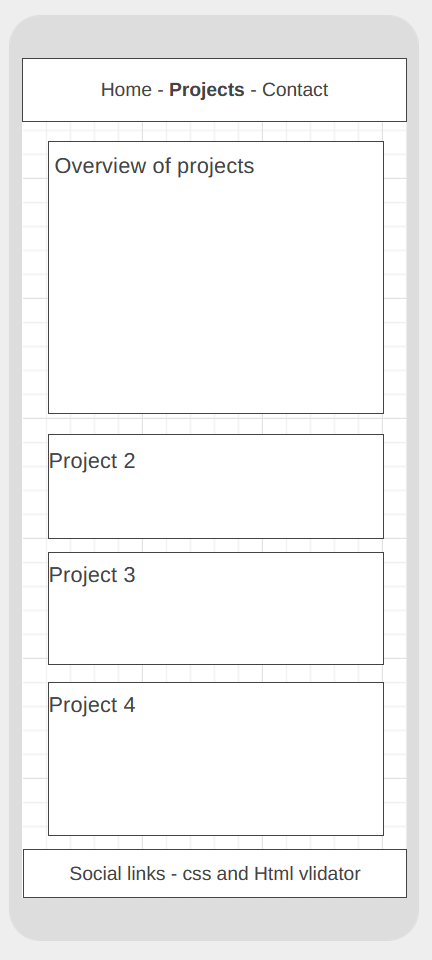 Home - Projects - Contact
Overview of projects
Project 2
Project 3
Project 4
Social links - css and Html vlidator